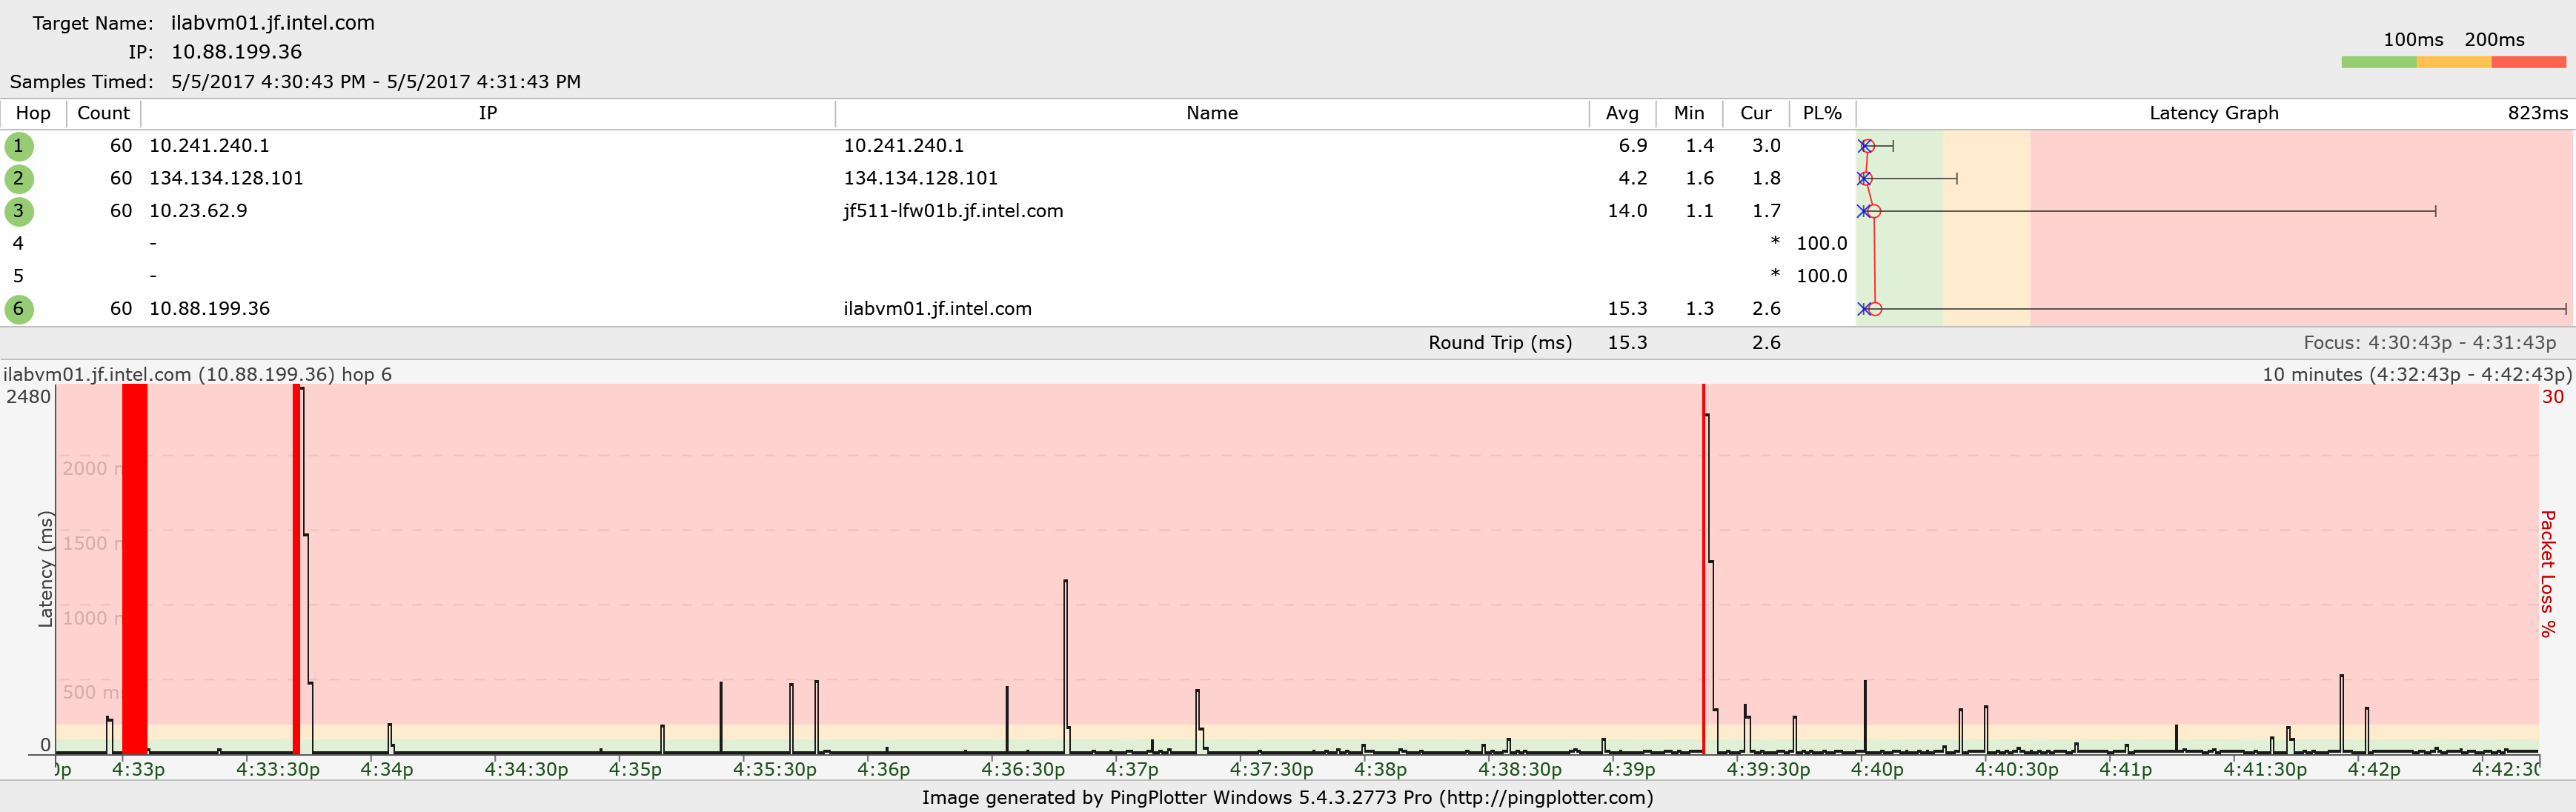 Target Name: ilabvm01.jf.intel.com
IP: 10.88.199.36
Samples Timed: 5/5/2017 4:30:43 PM - 5/5/2017 4:31:43 PM
100ms 200ms
Hop Count IP Name Avg Min Cur PL% Latency Graph 823ms
1 60 10.241.240.1 10.241.240.1 6.9 1.4 3.0
2 60 134.134.128.101 134.134.128.101 4.2 1.6 1.8
3 60 10.23.62.9 jf511-lfw01b.jf.intel.com 14.0 1.1 1.7
4 - * 100.0
5 - * 100.0
6 60 10.88.199.36 ilabvm01.jf.intel.com 15.3 1.3 2.6
Round Trip (ms) 15.3 2.6 Focus: 4:30:43p - 4:31:43p
ilabvm01.jf.intel.com (10.88.199.36) hop 6 10 minutes (4:32:43p - 4:42:43p)
2480 30
2000 m
1500 m
1000 m
500 ms
0
Latency (ms)
Packet Loss %
0p 4:33p 4:33:30p 4:34p 4:34:30p 4:35p 4:35:30p 4:36p 4:36:30p 4:37p 4:37:30p 4:38p 4:38:30p 4:39p 4:39:30p 4:40p 4:40:30p 4:41p 4:41:30p 4:42p 4:42:30
Image generated by PingPlotter Windows 5.4.3.2773 Pro (http://pingplotter.com)